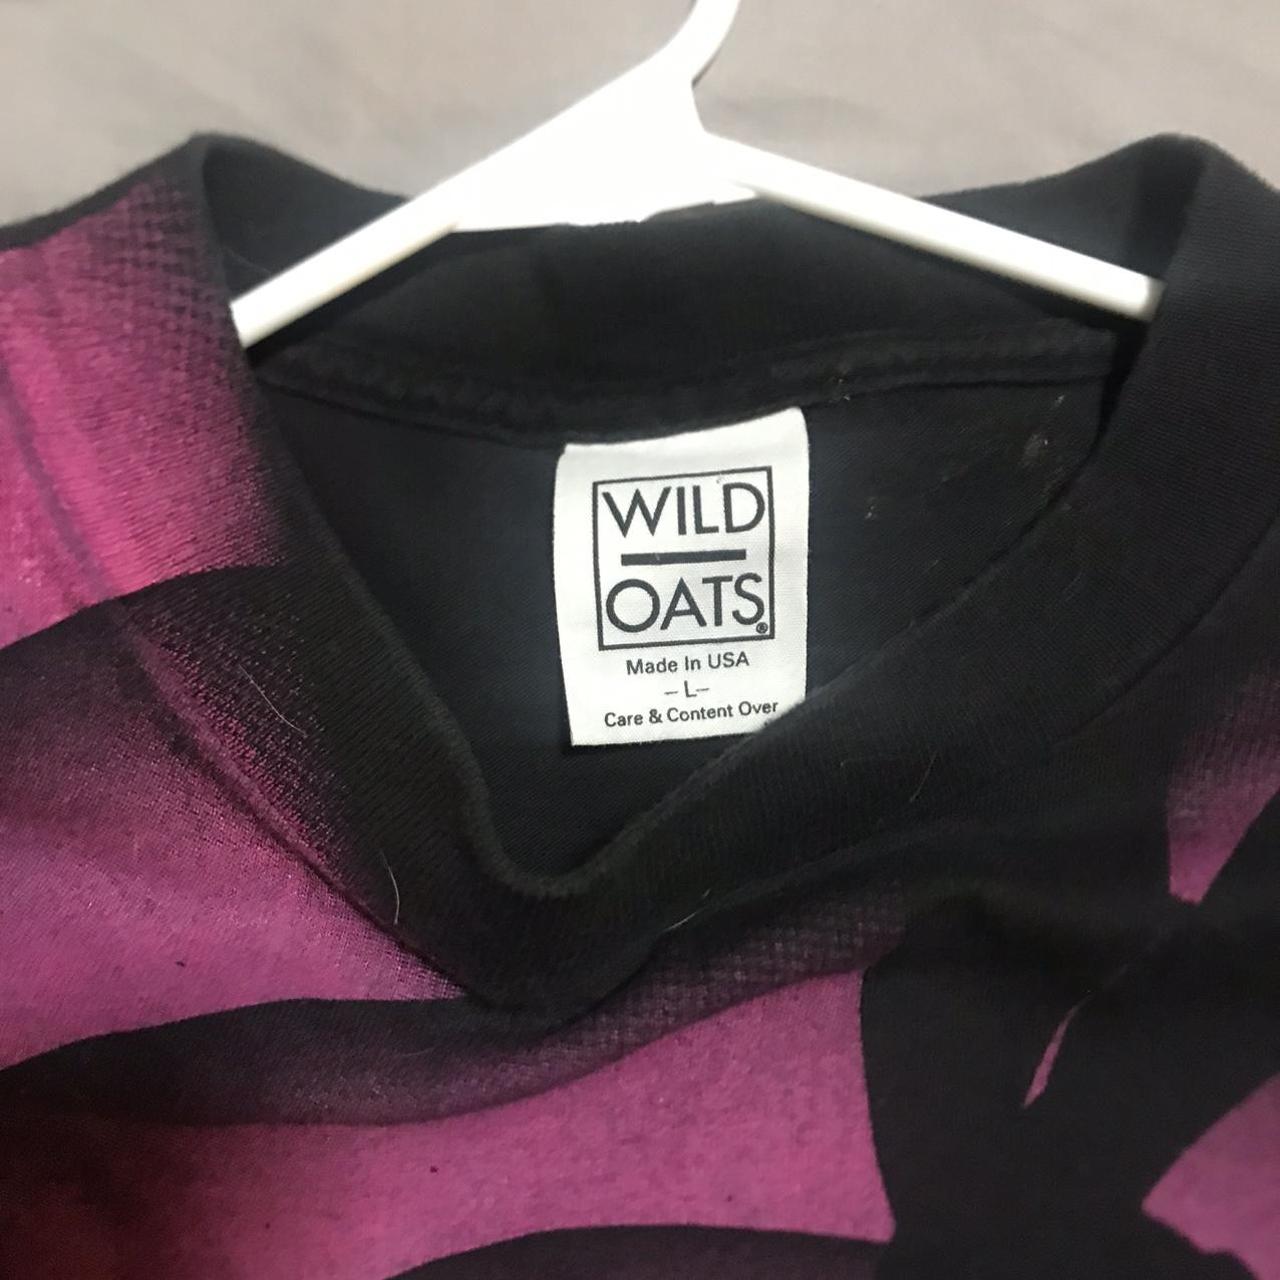 WILD
OATS®
Made In USA
–L–
Care & Content Over